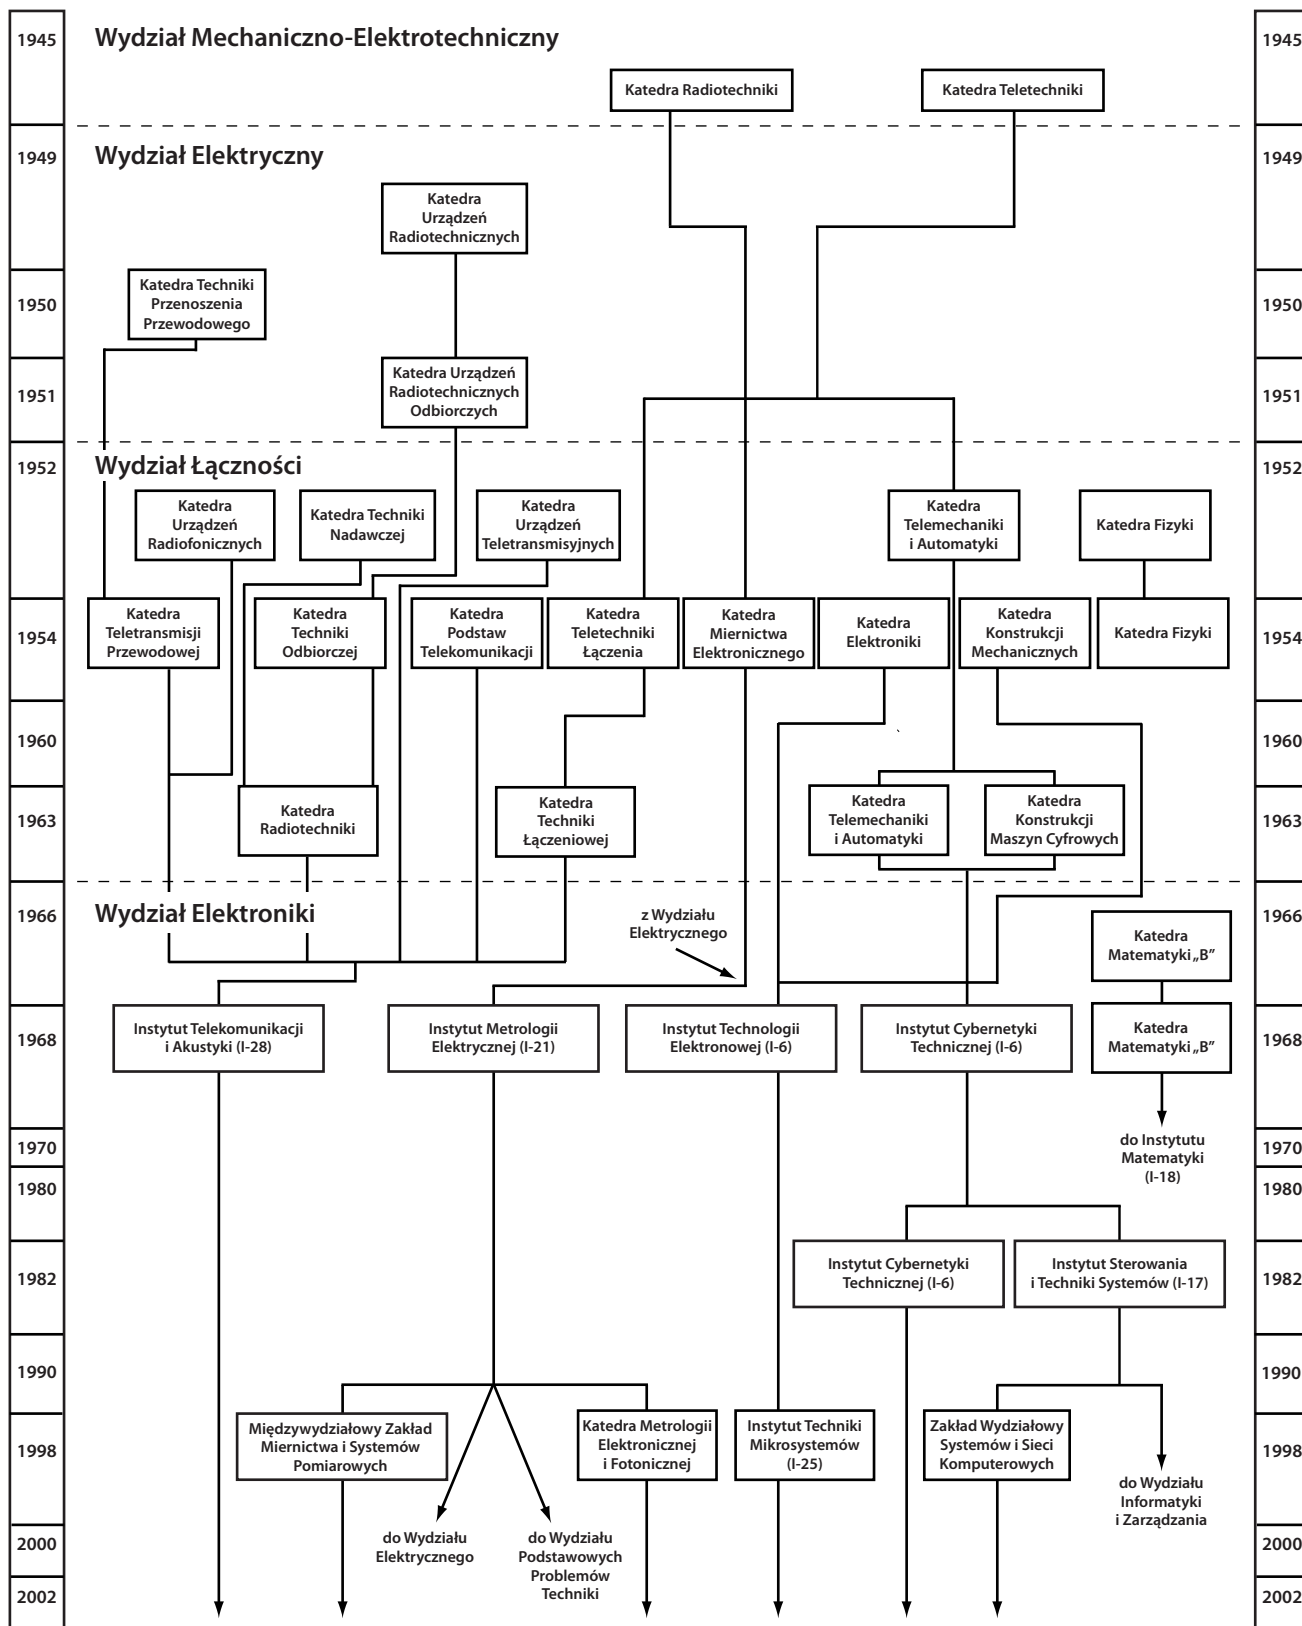 1945
Wydział Mechaniczno-Elektrotechniczny
1945
Katedra Radiotechniki
Katedra Teletechniki
1949
Wydział Elektryczny
1949
Katedra
Urządzeń
Radiotechnicznych
1950
Katedra Techniki
Przenoszenia
Przewodowego
1950
1951
Katedra Urządzeń
Radiotechnicznych
Odbiorczych
1951
1952
Wydział Łączności
1952
Katedra
Urządzeń
Radiofonicznych
Katedra Techniki
Nadawczej
Katedra
Urządzeń
Teletransmisyjnych
Katedra
Telemechaniki
i Automatyki
Katedra Fizyki
1954
Katedra
Teletransmisji
Przewodowej
Katedra
Techniki
Odbiorczej
Katedra
Podstaw
Telekomunikacji
Katedra
Teletechniki
Łączenia
Katedra
Miernictwa
Elektronicznego
Katedra
Elektroniki
Katedra
Konstrukcji
Mechanicznych
Katedra Fizyki
1954
1960
1960
1963
Katedra
Radiotechniki
Katedra
Techniki
Łączeniowej
Katedra
Telemechaniki
i Automatyki
Katedra
Konstrukcji
Maszyn Cyfrowych
1963
1966
Wydział Elektroniki
z Wydziału
Elektrycznego
Katedra
Matematyki „B”
1966
1968
Instytut Telekomunikacji
i Akustyki (I-28)
Instytut Metrologii
Elektrycznej (I-21)
Instytut Technologii
Elektronowej (I-6)
Instytut Cybernetyki
Technicznej (I-6)
Katedra
Matematyki „B”
1968
1970
do Instytutu
Matematyki
(I-18)
1970
1980
1980
1982
Instytut Cybernetyki
Technicznej (I-6)
Instytut Sterowania
i Techniki Systemów (I-17)
1982
1990
1990
1998
Międzywydziałowy Zakład
Miernictwa i Systemów
Pomiarowych
Katedra Metrologii
Elektronicznej
i Fotonicznej
Instytut Techniki
Mikrosystemów
(I-25)
Zakład Wydziałowy
Systemów i Sieci
Komputerowych
do Wydziału
Informatyki
i Zarządzania
1998
2000
do Wydziału
Elektrycznego
do Wydziału
Podstawowych
Problemów
Techniki
2000
2002
2002